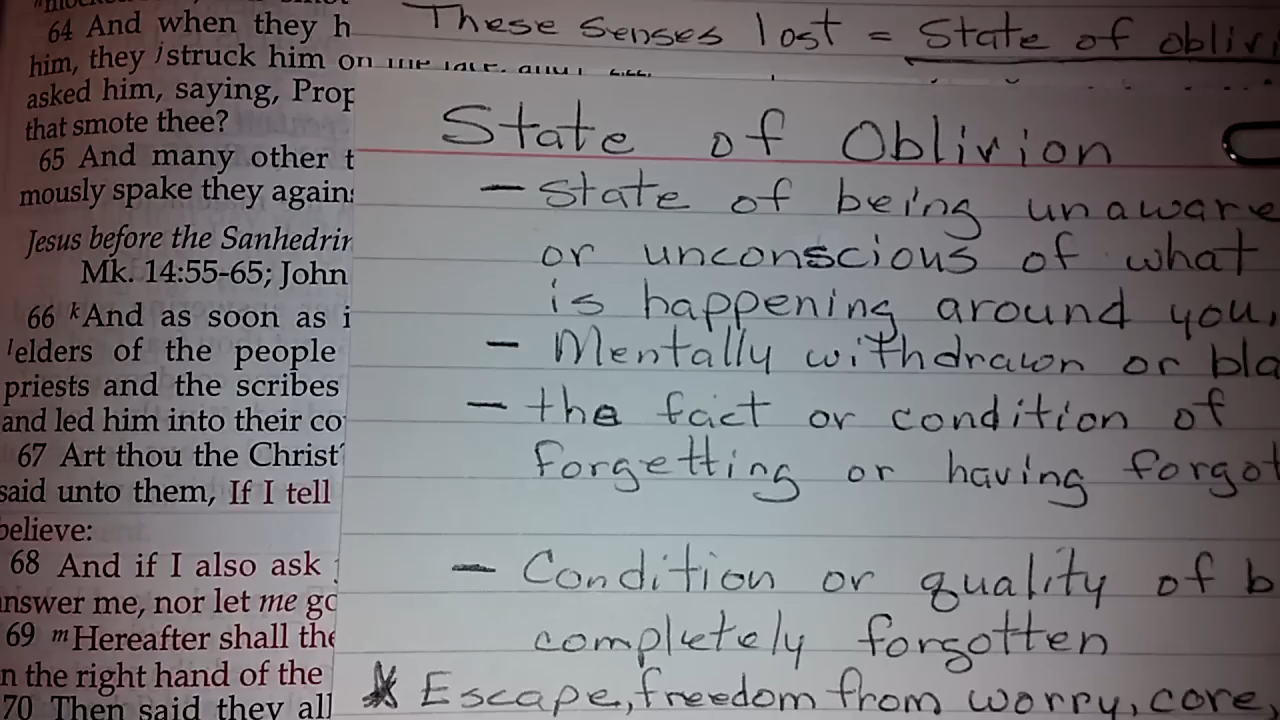 64 And when they h
him, they j struck him on
asked him, saying, Prop
that smote thee?
65 And many other t
mously spake they agains
Jesus before the Sanhedrin
Mk. 14:55-65; John
66 k And as soon as i
l elders of the people
priests and the scribes
and led him into their co
67 Art thou the Christ?
said unto them, If I tell
believe:
68 And if I also ask
answer me, nor let me go
69 m Hereafter shall the
on the right hand of the
70 Then said they all
These senses lost = State of obliv
State of Oblivion
- State of being unaware
or unconscious of what
is happening around you,
- Mentally withdrawn or bla
- the fact or condition of
forgetting or having forgot
- Condition or quality of b
completely forgotten
* Escape, freedom from worry, core,